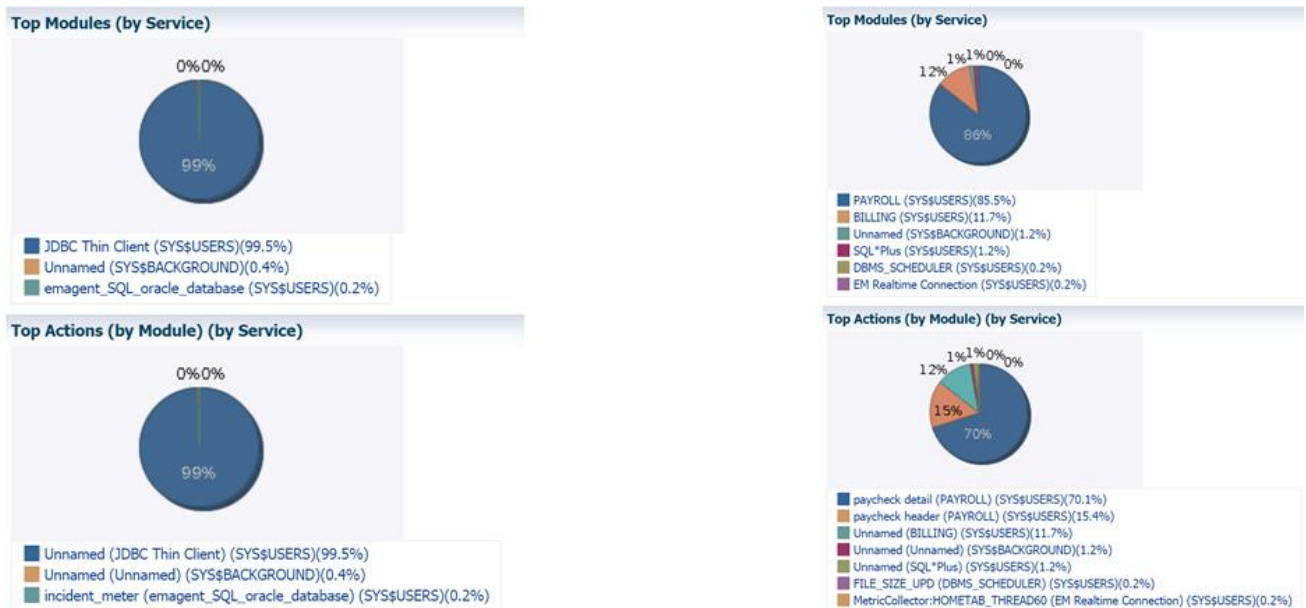 Top Modules (by Service)
0%0%
99%
JDBC Thin Client (SYS$USERS)(99.5%)
Unnamed (SYS$BACKGROUND)(0.4%)
emagent_SQL_oracle_database (SYS$USERS)(0.2%)
Top Actions (by Module) (by Service)
0%0%
99%
Unnamed (JDBC Thin Client) (SYS$USERS)(99.5%)
Unnamed (Unnamed) (SYS$BACKGROUND)(0.4%)
incident_meter (emagent_SQL_oracle_database) (SYS$USERS)(0.2%)
Top Modules (by Service)
12% 1% 1% 0% 0%
86%
PAYROLL (SYS$USERS)(85.5%)
BILLING (SYS$USERS)(11.7%)
Unnamed (SYS$BACKGROUND)(1.2%)
SQL*Plus (SYS$USERS)(1.2%)
DBMS_SCHEDULER (SYS$USERS)(0.2%)
EM Realtime Connection (SYS$USERS)(0.2%)
Top Actions (by Module) (by Service)
12% 1% 1% 0% 0%
15%
70%
paycheck detail (PAYROLL) (SYS$USERS)(70.1%)
paycheck header (PAYROLL) (SYS$USERS)(15.4%)
Unnamed (BILLING) (SYS$USERS)(11.7%)
Unnamed (Unnamed) (SYS$BACKGROUND)(1.2%)
Unnamed (SQL*Plus) (SYS$USERS)(1.2%)
FILE_SIZE_UPD (DBMS_SCHEDULER) (SYS$USERS)(0.2%)
MetricCollector:HOMETAB_THREAD60 (EM Realtime Connection) (SYS$USERS)(0.2%)